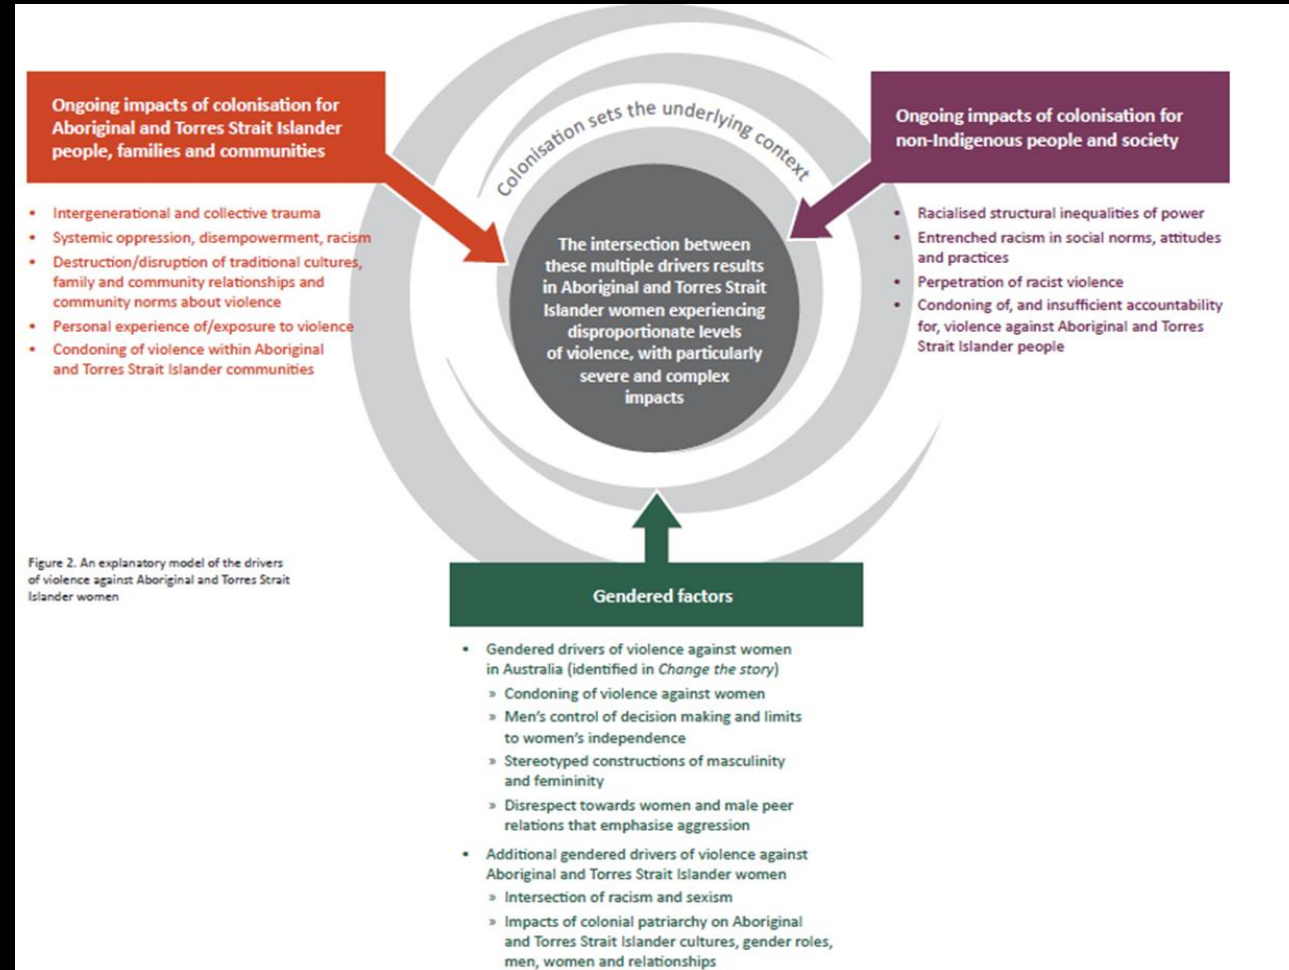 Colonisation sets the underlying context
Ongoing impacts of colonisation for
Aboriginal and Torres Strait Islander
people, families and communities
• Intergenerational and collective trauma
• Systemic oppression, disempowerment, racism
• Destruction/disruption of traditional cultures,
family and community relationships and
community norms about violence
• Personal experience of/exposure to violence
• Condoning of violence within Aboriginal
and Torres Strait Islander communities
The intersection between
these multiple drivers results
in Aboriginal and Torres Strait
Islander women experiencing
disproportionate levels
of violence, with particularly
severe and complex
impacts
Ongoing impacts of colonisation for
non-Indigenous people and society
• Racialised structural inequalities of power
• Entrenched racism in social norms, attitudes
and practices
• Perpetration of racist violence
• Condoning of, and insufficient accountability
for, violence against Aboriginal and Torres
Strait Islander people
Figure 2. An explanatory model of the drivers
of violence against Aboriginal and Torres Strait
Islander women
Gendered factors
• Gendered drivers of violence against women
in Australia (identified in Change the story)
» Condoning of violence against women
» Men's control of decision making and limits
to women's independence
» Stereotyped constructions of masculinity
and femininity
» Disrespect towards women and male peer
relations that emphasise aggression
• Additional gendered drivers of violence against
Aboriginal and Torres Strait Islander women
» Intersection of racism and sexism
» Impacts of colonial patriarchy on Aboriginal
and Torres Strait Islander cultures, gender roles,
men, women and relationships